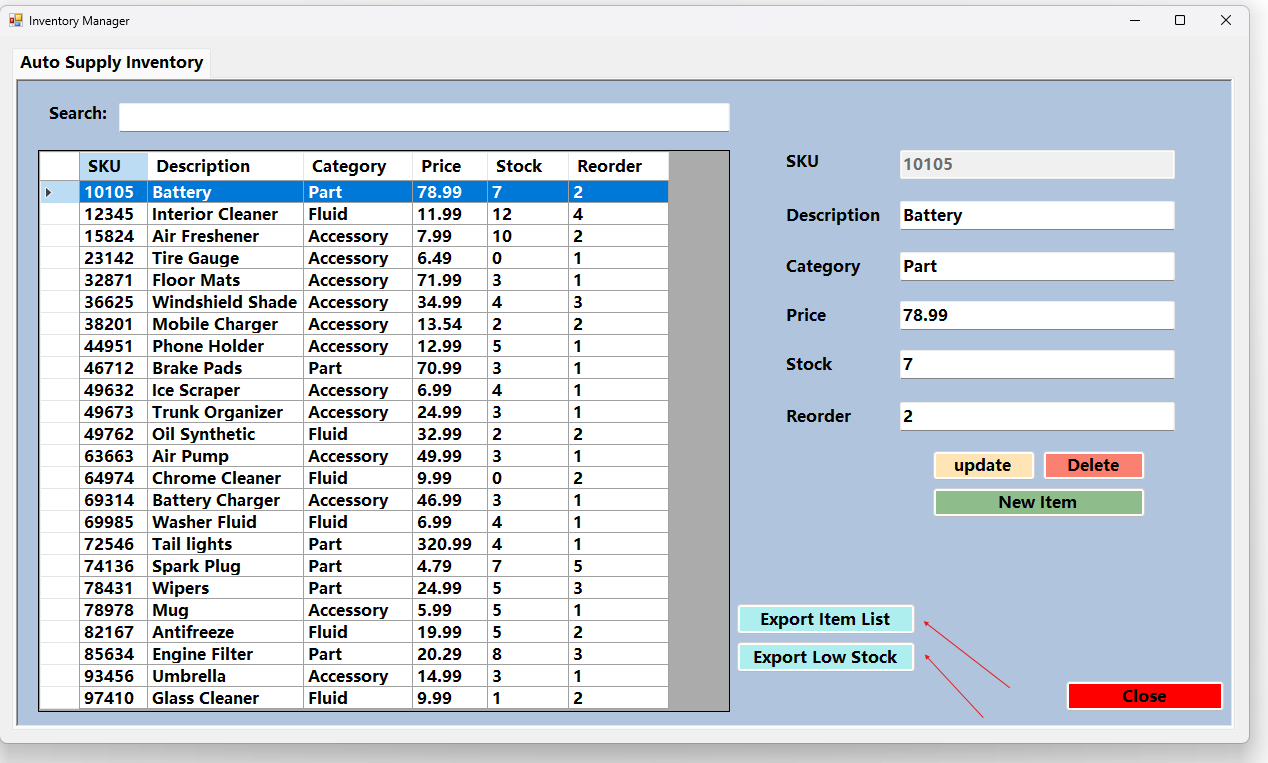 Inventory Manager
Auto Supply Inventory
Search:
SKU Description Category Price Stock Reorder
10105 Battery Part 78.99 7 2
12345 Interior Cleaner Fluid 11.99 12 4
15824 Air Freshener Accessory 7.99 10 2
23142 Tire Gauge Accessory 6.49 0 1
32871 Floor Mats Accessory 71.99 3 1
36625 Windshield Shade Accessory 34.99 4 3
38201 Mobile Charger Accessory 13.54 2 2
44951 Phone Holder Accessory 12.99 5 1
46712 Brake Pads Part 70.99 3 1
49632 Ice Scraper Accessory 6.99 4 1
49673 Trunk Organizer Accessory 24.99 3 1
49762 Oil Synthetic Fluid 32.99 2 2
63663 Air Pump Accessory 49.99 3 1
64974 Chrome Cleaner Fluid 9.99 0 2
69314 Battery Charger Accessory 46.99 3 1
69985 Washer Fluid Fluid 6.99 4 1
72546 Tail lights Part 320.99 4 1
74136 Spark Plug Part 4.79 7 5
78431 Wipers Part 24.99 5 3
78978 Mug Accessory 5.99 5 1
82167 Antifreeze Fluid 19.99 5 2
85634 Engine Filter Part 20.29 8 3
93456 Umbrella Accessory 14.99 3 1
97410 Glass Cleaner Fluid 9.99 1 2
SKU 10105
Description Battery
Category Part
Price 78.99
Stock 7
Reorder 2
update Delete
New Item
Export Item List
Export Low Stock
Close